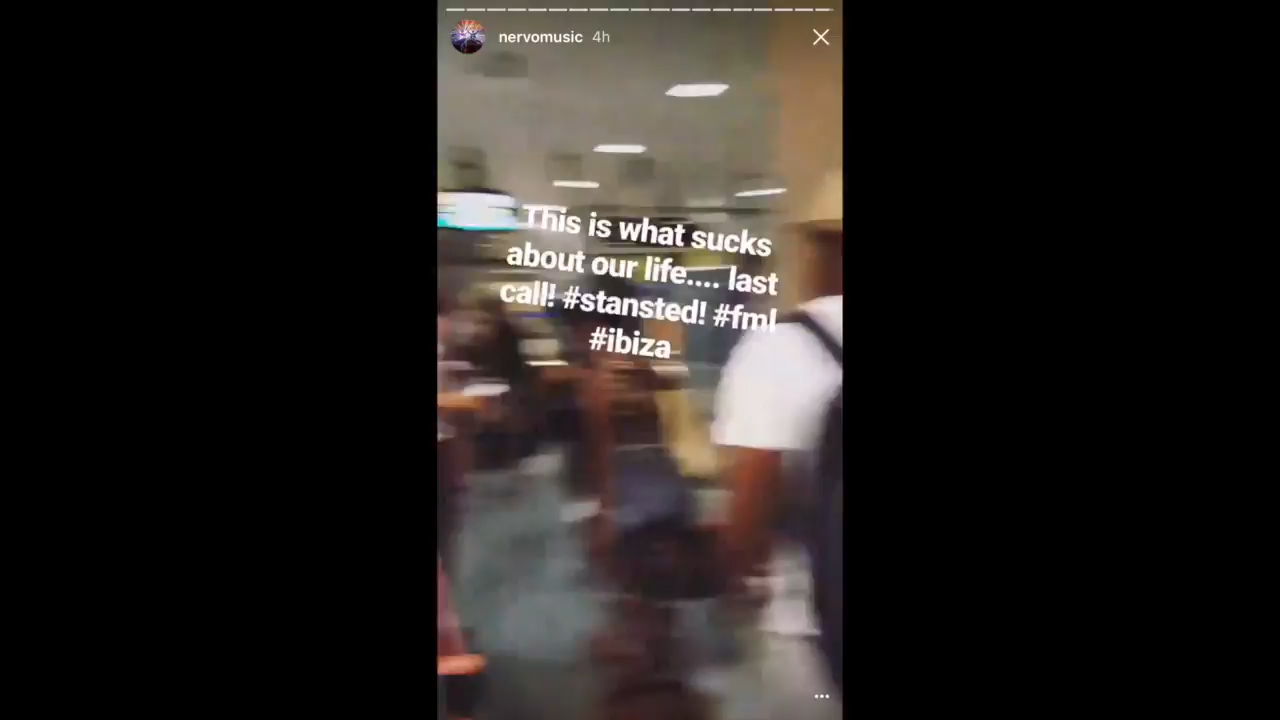 nervomusic 4h
This is what sucks
about our life.... last
call! #stansted! #fml
#ibiza